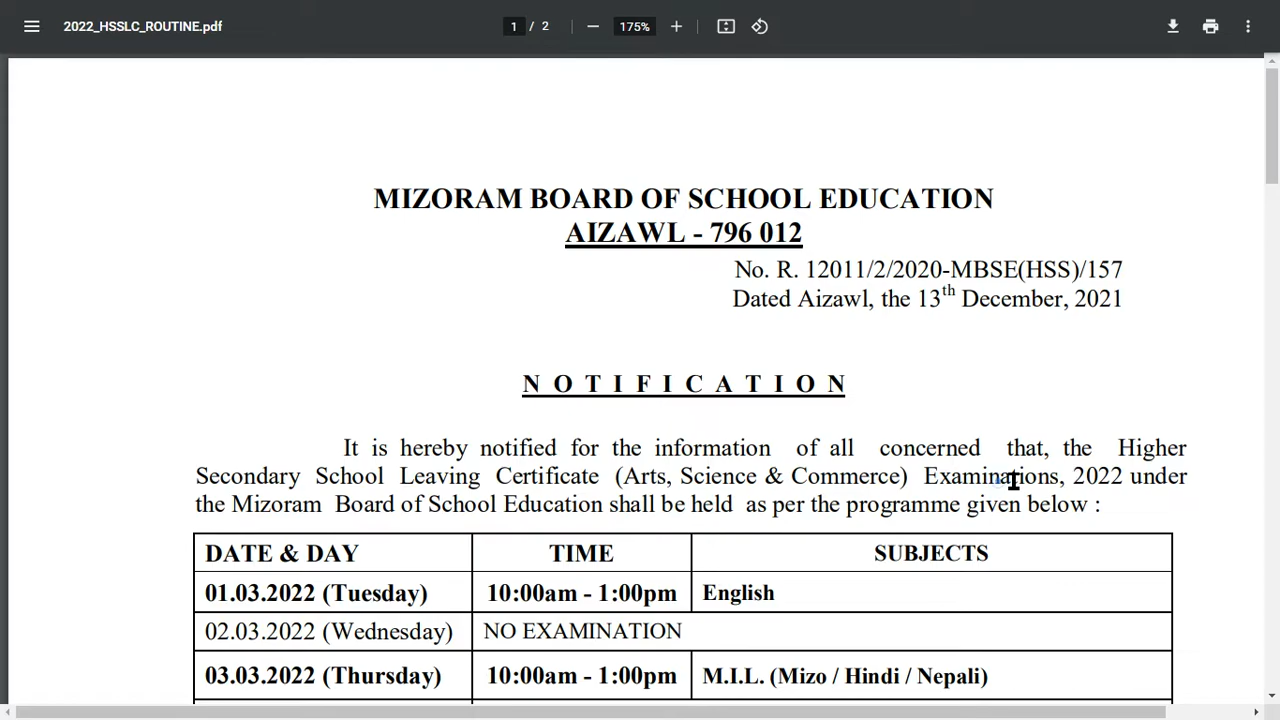 2022_HSSLC_ROUTINE.pdf 1 / 2 175%
MIZORAM BOARD OF SCHOOL EDUCATION
AIZAWL - 796 012
No. R. 12011/2/2020-MBSE(HSS)/157
Dated Aizawl, the 13th December, 2021
N O T I F I C A T I O N
It is hereby notified for the information of all concerned that, the Higher
Secondary School Leaving Certificate (Arts, Science & Commerce) Examinations, 2022 under
the Mizoram Board of School Education shall be held as per the programme given below :
DATE & DAY TIME SUBJECTS
01.03.2022 (Tuesday) 10:00am - 1:00pm English
02.03.2022 (Wednesday) NO EXAMINATION
03.03.2022 (Thursday) 10:00am - 1:00pm M.I.L. (Mizo / Hindi / Nepali)